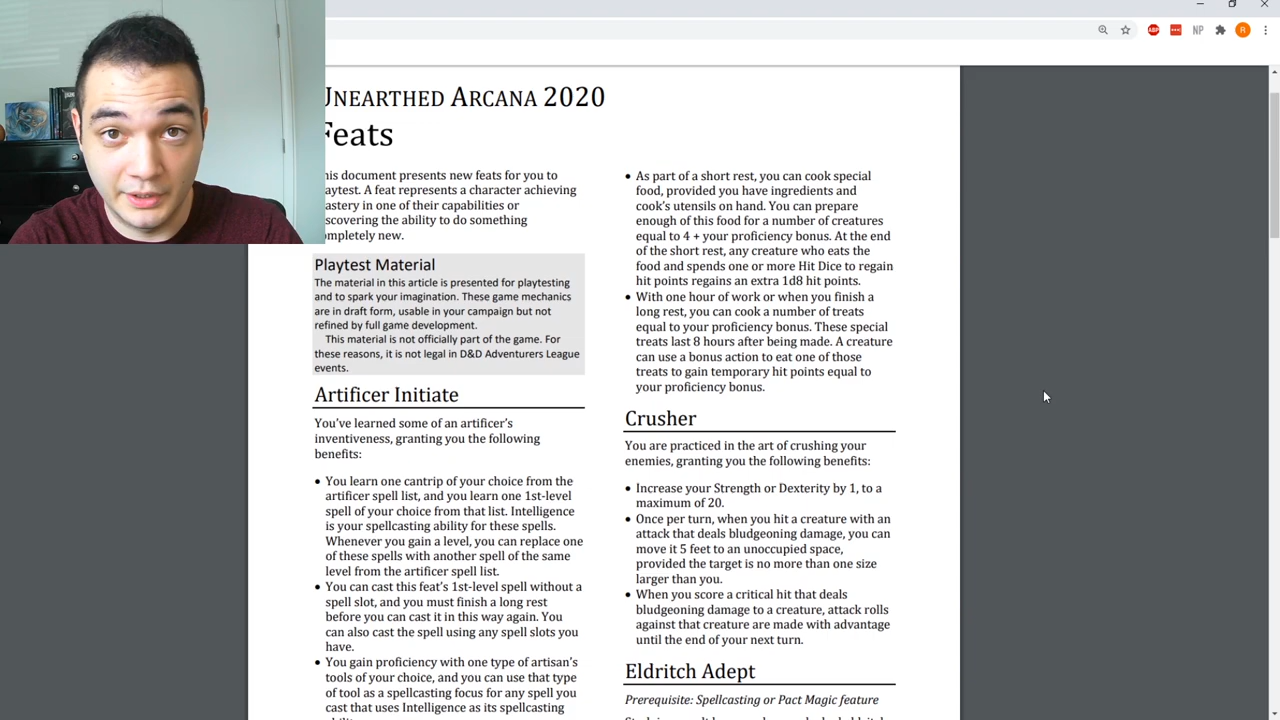 ABP
NP
R
UNEARTHED ARCANA 2020
Feats
his document presents new feats for you to
aytest. A feat represents a character achieving
astery in one of their capabilities or
scovering the ability to do something
ompletely new.
Playtest Material
The material in this article is presented for playtesting
and to spark your imagination. These game mechanics
are in draft form, usable in your campaign but not
refined by full game development.
This material is not officially part of the game. For
these reasons, it is not legal in D&D Adventurers League
events.
Artificer Initiate
You've learned some of an artificer's
inventiveness, granting you the following
benefits:
• You learn one cantrip of your choice from the
artificer spell list, and you learn one 1st-level
spell of your choice from that list. Intelligence
is your spellcasting ability for these spells.
Whenever you gain a level, you can replace one
of these spells with another spell of the same
level from the artificer spell list.
• You can cast this feat's 1st-level spell without a
spell slot, and you must finish a long rest
before you can cast it in this way again. You
can also cast the spell using any spell slots you
have.
• You gain proficiency with one type of artisan's
tools of your choice, and you can use that type
of tool as a spellcasting focus for any spell you
cast that uses Intelligence as its spellcasting
• As part of a short rest, you can cook special
food, provided you have ingredients and
cook's utensils on hand. You can prepare
enough of this food for a number of creatures
equal to 4 + your proficiency bonus. At the end
of the short rest, any creature who eats the
food and spends one or more Hit Dice to regain
hit points regains an extra 1d8 hit points.
• With one hour of work or when you finish a
long rest, you can cook a number of treats
equal to your proficiency bonus. These special
treats last 8 hours after being made. A creature
can use a bonus action to eat one of those
treats to gain temporary hit points equal to
your proficiency bonus.
Crusher
You are practiced in the art of crushing your
enemies, granting you the following benefits:
• Increase your Strength or Dexterity by 1, to a
maximum of 20.
• Once per turn, when you hit a creature with an
attack that deals bludgeoning damage, you can
move it 5 feet to an unoccupied space,
provided the target is no more than one size
larger than you.
• When you score a critical hit that deals
bludgeoning damage to a creature, attack rolls
against that creature are made with advantage
until the end of your next turn.
Eldritch Adept
Prerequisite: Spellcasting or Pact Magic feature